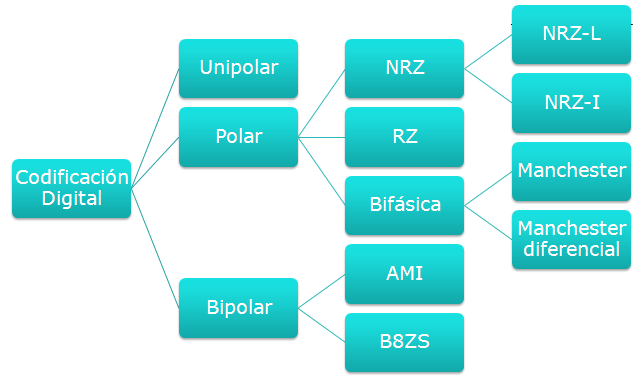 Codificación
Digital
Unipolar
Polar
Bipolar
NRZ
RZ
Bifásica
AMI
B8ZS
NRZ-L
NRZ-I
Manchester
Manchester
diferencial